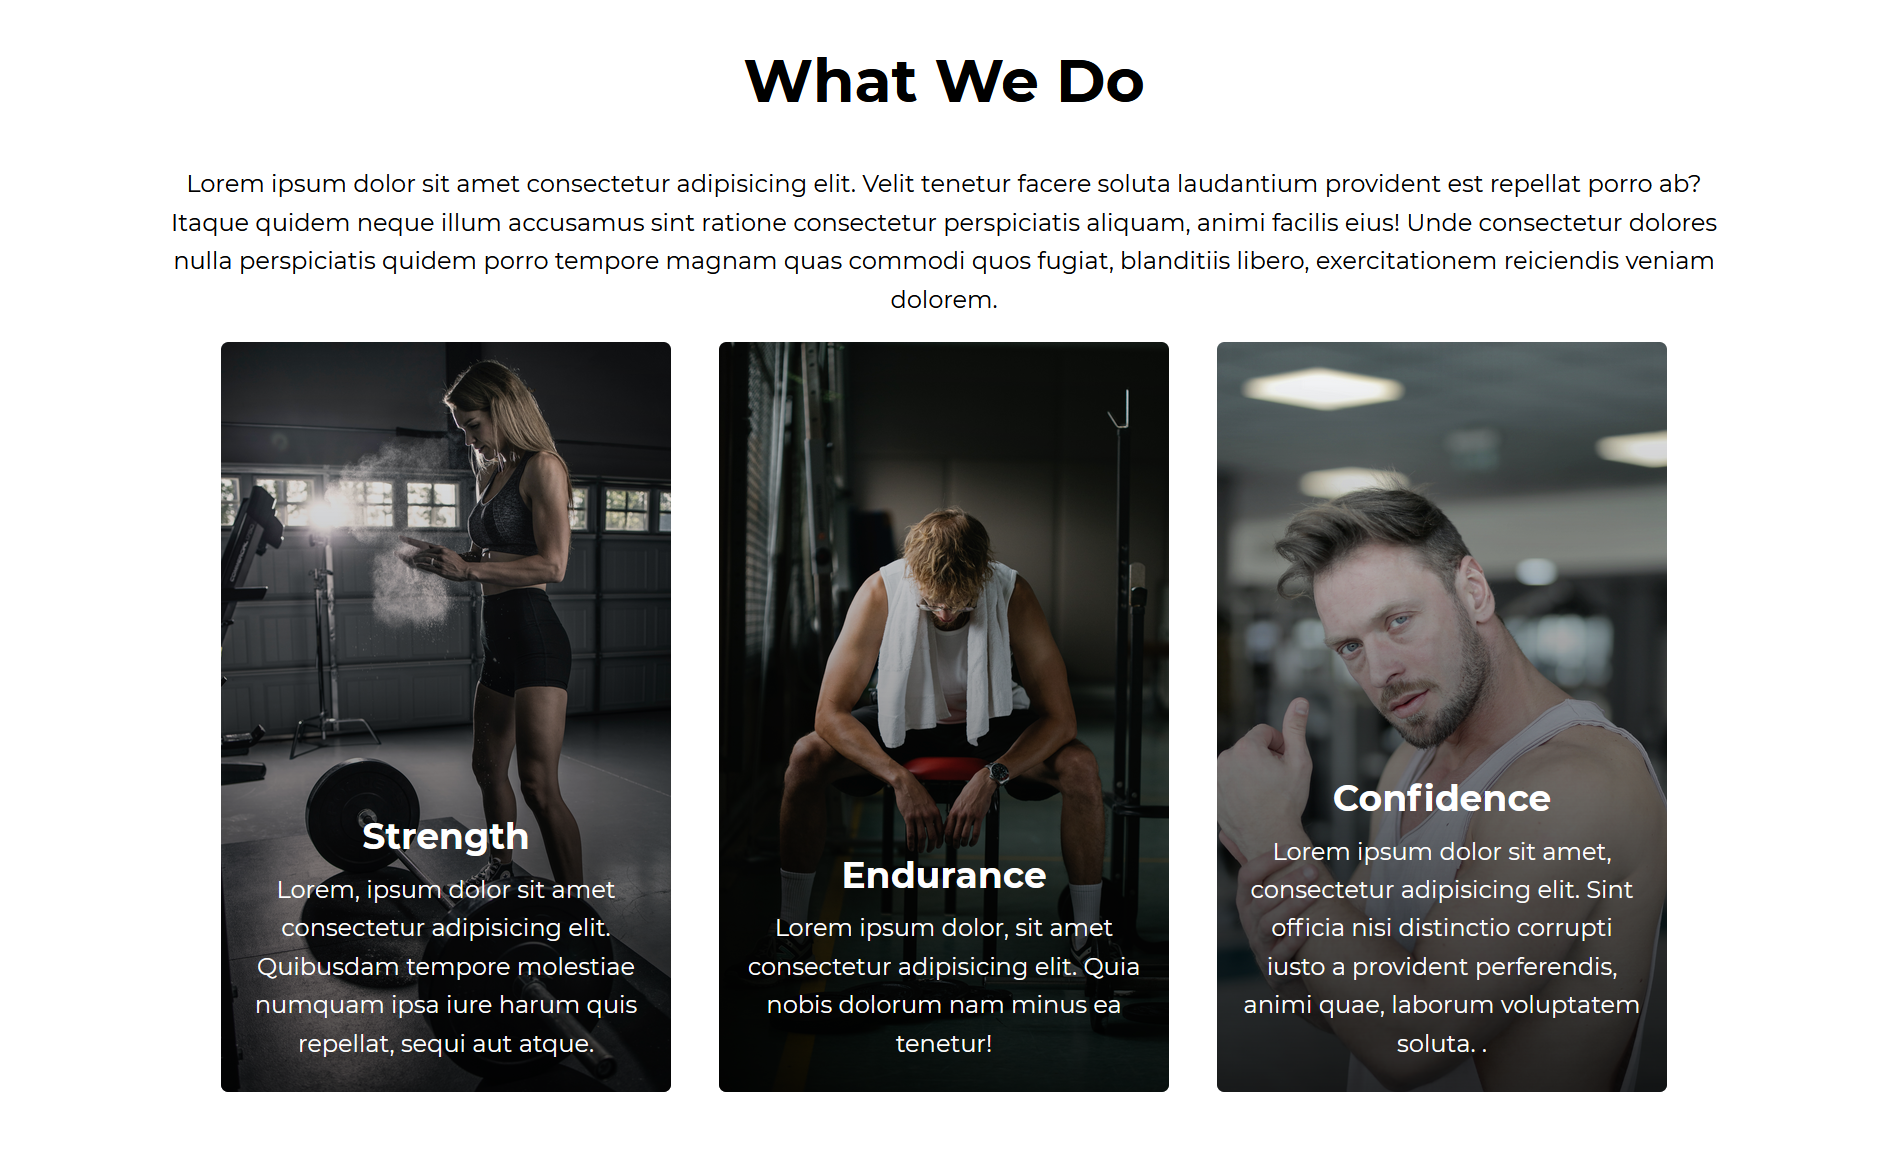 What We Do
Lorem ipsum dolor sit amet consectetur adipisicing elit. Velit tenetur facere soluta laudantium provident est repellat porro ab?
Itaque quidem neque illum accusamus sint ratione consectetur perspiciatis aliquam, animi facilis eius! Unde consectetur dolores
nulla perspiciatis quidem porro tempore magnam quas commodi quos fugiat, blanditiis libero, exercitationem reiciendis veniam
dolorem.
Strength
Lorem, ipsum dolor sit amet
consectetur adipisicing elit.
Quibusdam tempore molestiae
numquam ipsa iure harum quis
repellat, sequi aut atque.
Endurance
Lorem ipsum dolor, sit amet
consectetur adipisicing elit. Quia
nobis dolorum nam minus ea
tenetur!
Confidence
Lorem ipsum dolor sit amet,
consectetur adipisicing elit. Sint
officia nisi distinctio corrupti
iusto a provident perferendis,
animi quae, laborum voluptatem
soluta. .